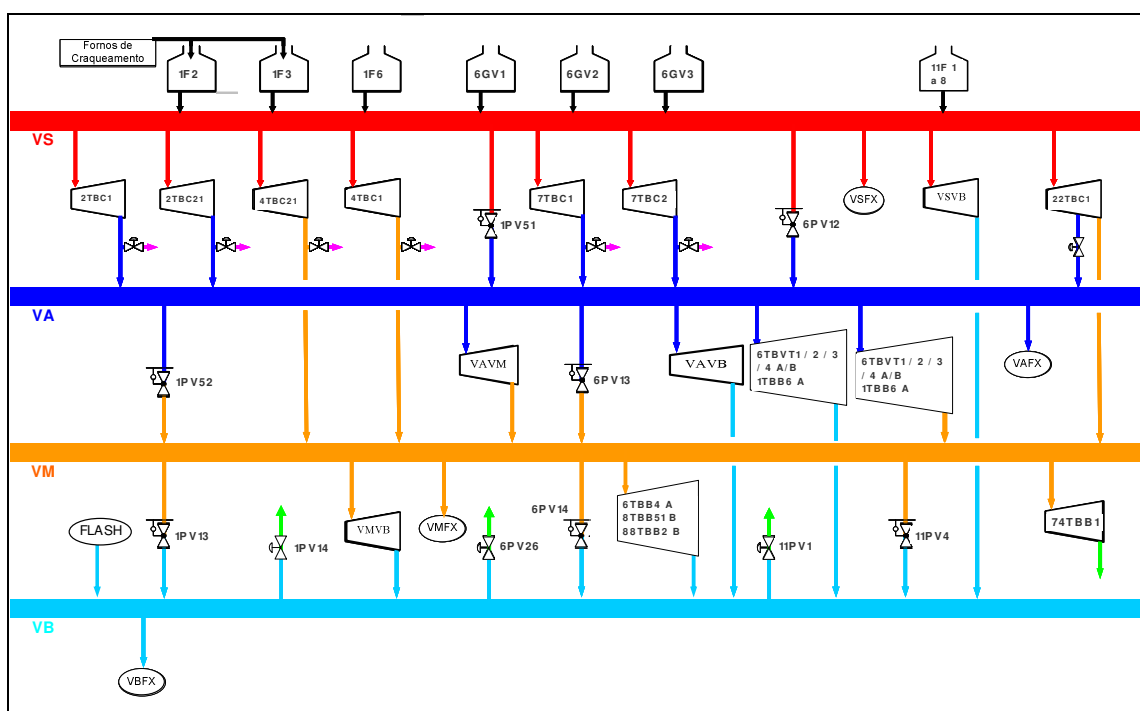 Fornos de
Craqueamento
1F2
1F3
1F6
6GV1
6GV2
6GV3
11F 1
a 8
VS
2TBC1
2TBC21
4TBC21
4TBC1
1PV51
7TBC1
7TBC2
6PV12
VSFX
VSVB
22TBC1
VA
1PV52
VAVM
6PV13
VAVB
6TBVT1 / 2 / 3
/ 4 A/B
1TBB6 A
6TBVT1 / 2 / 3
/ 4 A/B
1TBB6 A
VAFX
VM
FLASH
1PV13
1PV14
VMVB
VMFX
6PV26
6PV14
6TBB4 A
8TBB51 B
88TBB2 B
11PV1
11PV4
74TBB1
VB
VBFX